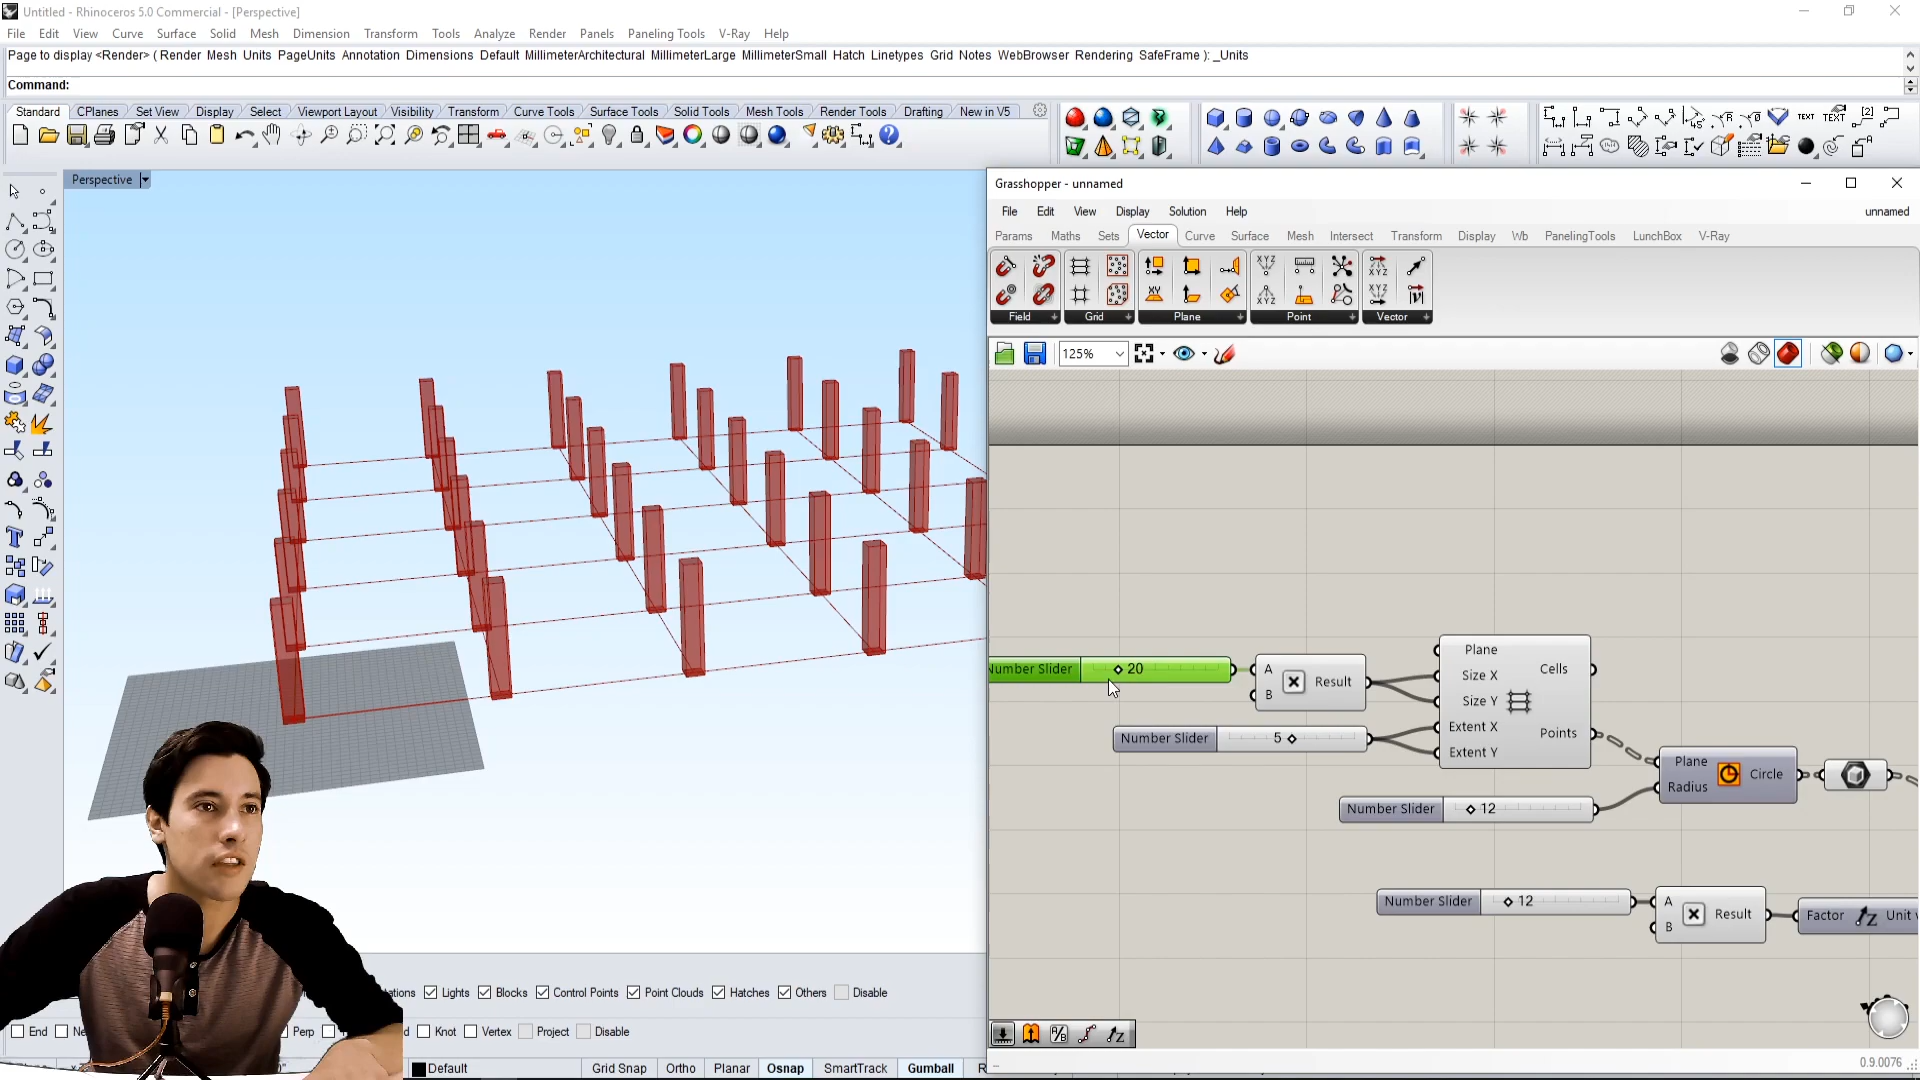 Untitled - Rhinoceros 5.0 Commercial - [Perspective]
File Edit View Curve Surface Solid Mesh Dimension Transform Tools Analyze Render Panels Paneling Tools V-Ray Help
Page to display <Render> ( Render Mesh Units PageUnits Annotation Dimensions Default MillimeterArchitectural MillimeterLarge MillimeterSmall Hatch Linetypes Grid Notes WebBrowser Rendering SafeFrame ): _Units
Command:
Standard CPlanes Set View Display Select Viewport Layout Visibility Transform Curve Tools Surface Tools Solid Tools Mesh Tools Render Tools Drafting New in V5
Perspective
Grasshopper - unnamed
File Edit View Display Solution Help unnamed
Params Maths Sets Vector Curve Surface Mesh Intersect Transform Display Wb PanelingTools LunchBox V-Ray
Field Grid Plane Point Vector
125%
Plane
Number Slider 20 A Result Size X Cells
B Size Y
Number Slider 5 Extent X Points
Extent Y
Plane Circle
Radius
Number Slider 12
Number Slider 12 A Result Factor Unit
B
Lights Blocks Control Points Point Clouds Hatches Others Disable
End Perp Knot Vertex Project Disable
Default Grid Snap Ortho Planar Osnap SmartTrack Gumball
0.9.0076